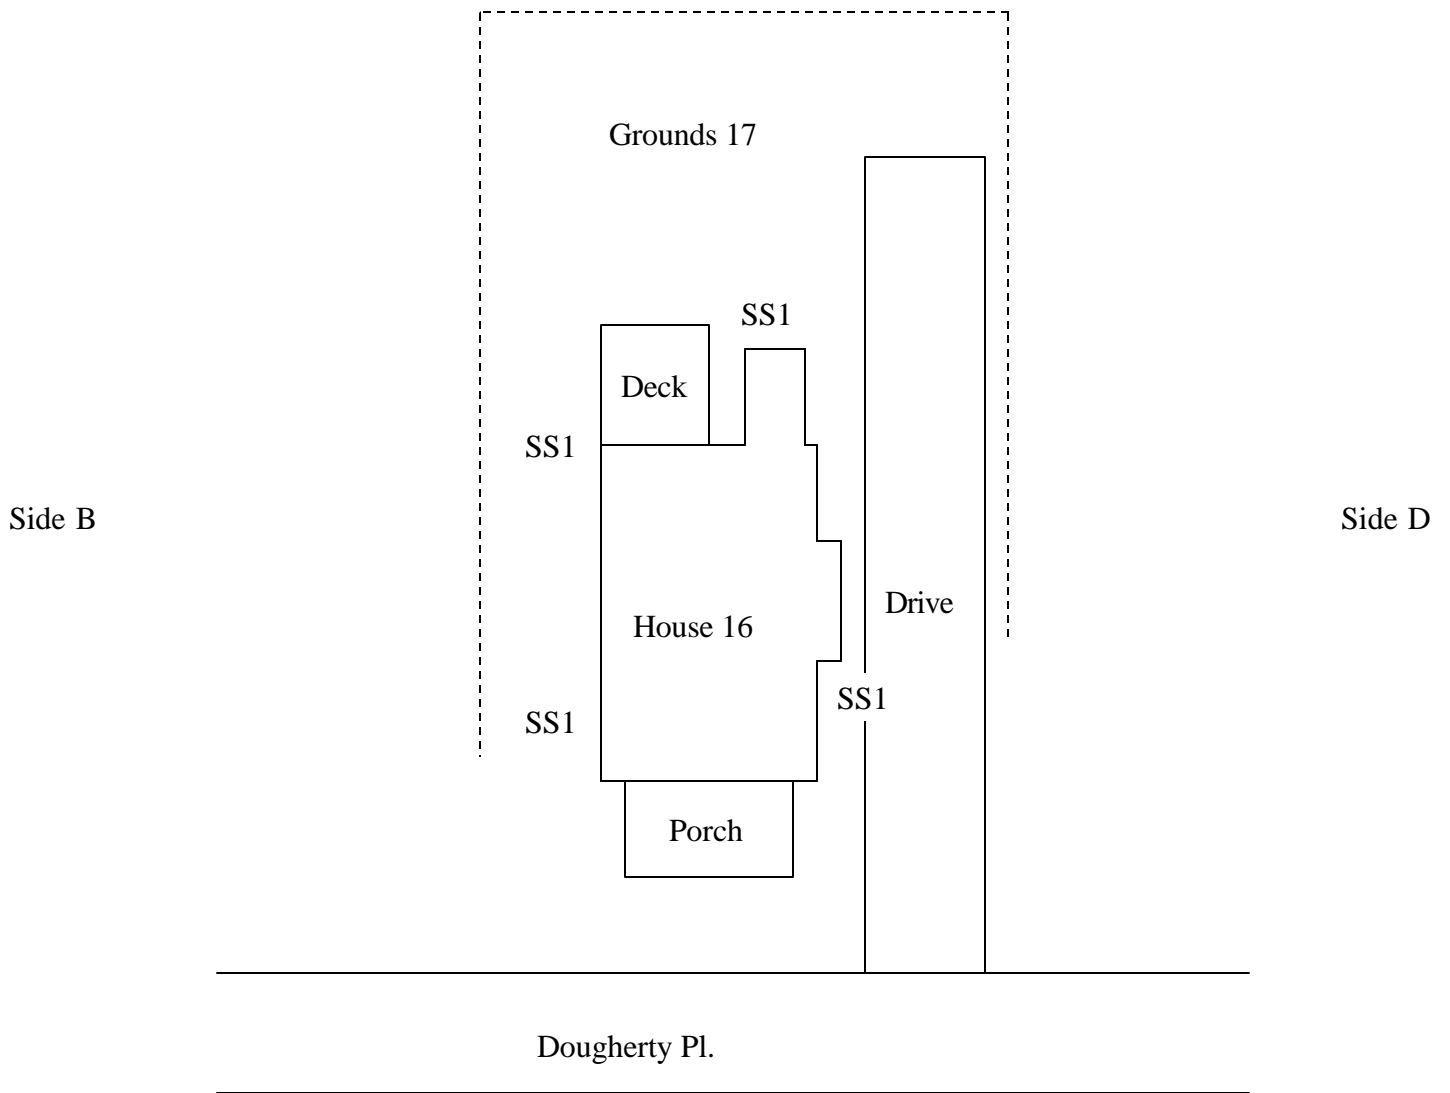 Grounds 17
SS1
Deck
SS1
Side B
Side D
Drive
House 16
SS1
SS1
Porch
Dougherty Pl.